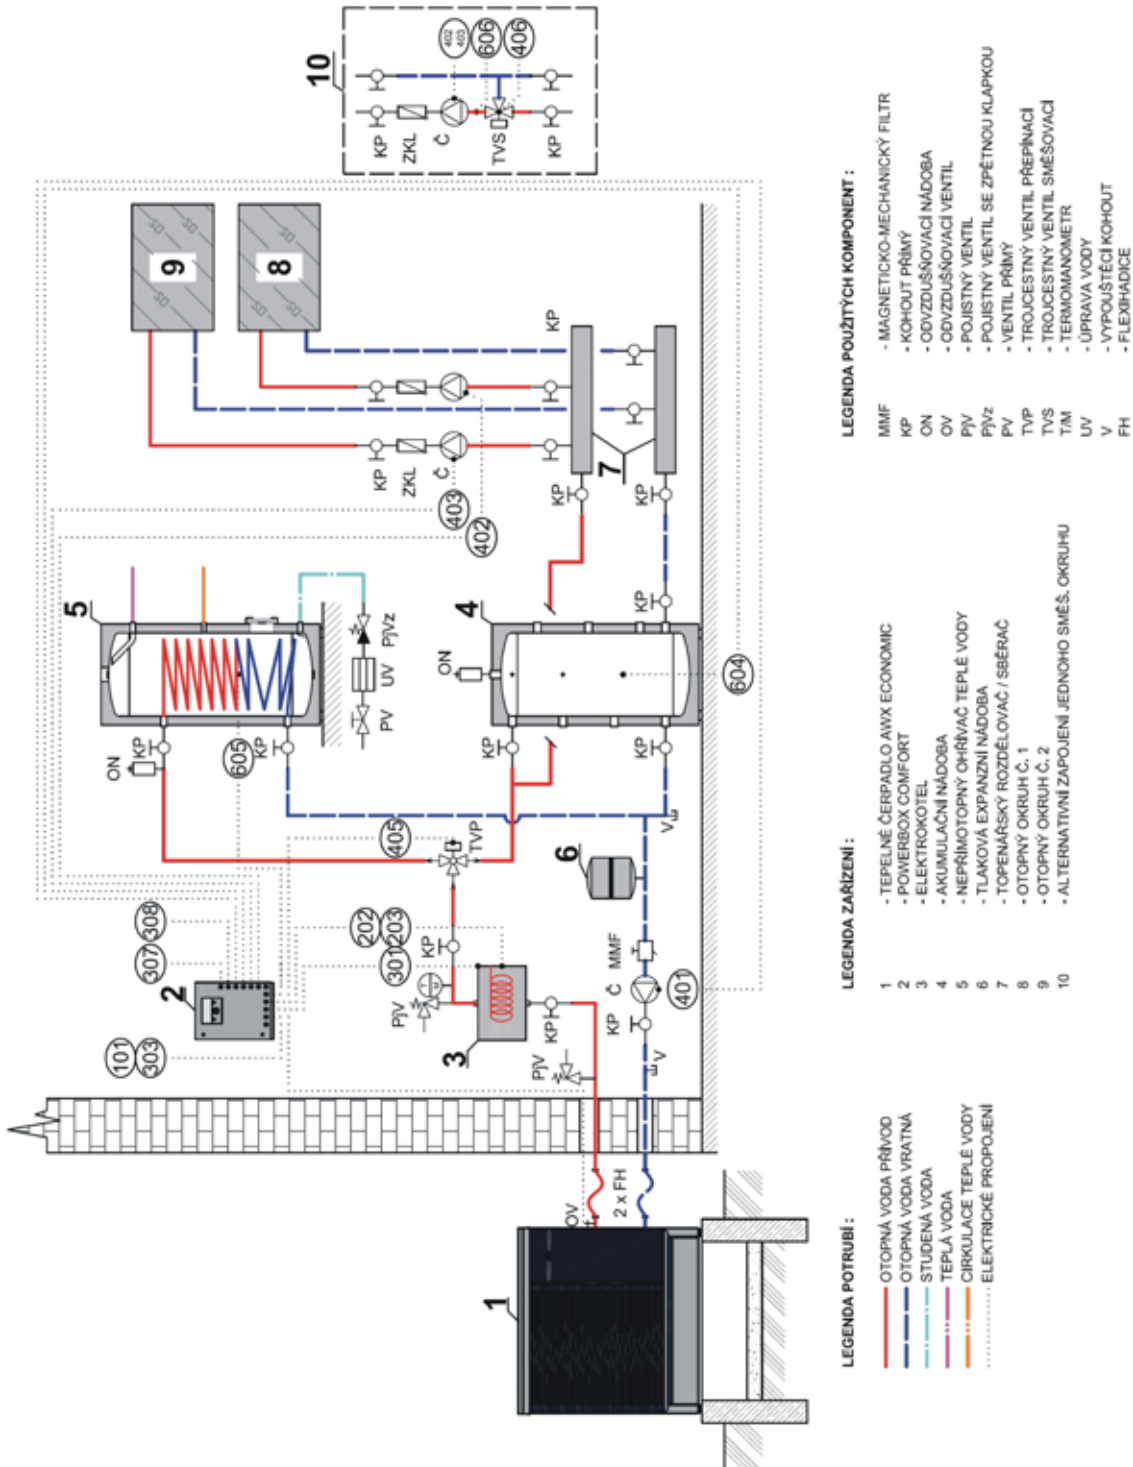 1
OV
2 x FH
101
303
2
307
308
PjV
PjV
3
KP
301
202
203
KP
405
TVP
KP
V
Č
401
MMF
6
V
ON
KP
605
KP
5
PV
UV
PjVz
ON
KP
KP
4
604
KP
KP
KP
7
403
402
KP
ZKL
Č
KP
9
8
SD
SD
SD
SD
10
KP
ZKL
Č
TVS
KP
402
403
606
406
LEGENDA POTRUBÍ :
OTOPNÁ VODA PŘÍVOD
OTOPNÁ VODA VRATNÁ
STUDENÁ VODA
TEPLÁ VODA
CIRKULACE TEPLÉ VODY
ELEKTRICKÉ PROPOJENÍ
LEGENDA ZAŘÍZENÍ :
1 - TEPELNÉ ČERPADLO AWX ECONOMIC
2 - POWERBOX COMFORT
3 - ELEKTROKOTEL
4 - AKUMULAČNÍ NÁDOBA
5 - NEPŘÍMOTOPNÝ OHŘÍVAČ TEPLÉ VODY
6 - TLAKOVÁ EXPANZNÍ NÁDOBA
7 - TOPENÁŘSKÝ ROZDĚLOVAČ / SBĚRAČ
8 - OTOPNÝ OKRUH Č. 1
9 - OTOPNÝ OKRUH Č. 2
10 - ALTERNATIVNÍ ZAPOJENÍ JEDNOHO SMĚŠ. OKRUHU
LEGENDA POUŽITÝCH KOMPONENT :
MMF - MAGNETICKO-MECHANICKÝ FILTR
KP - KOHOUT PŘÍMÝ
ON - ODVZDUŠŇOVACÍ NÁDOBA
OV - ODVZDUŠŇOVACÍ VENTIL
PjV - POJISTNÝ VENTIL
PjVz - POJISTNÝ VENTIL SE ZPĚTNOU KLAPKOU
PV - VENTIL PŘÍMÝ
TVP - TROJCESTNÝ VENTIL PŘEPÍNACÍ
TVS - TROJCESTNÝ VENTIL SMĚŠOVACÍ
T/M - TERMOMANOMETR
UV - ÚPRAVA VODY
V - VYPOUŠTĚCÍ KOHOUT
FH - FLEXIHADICE